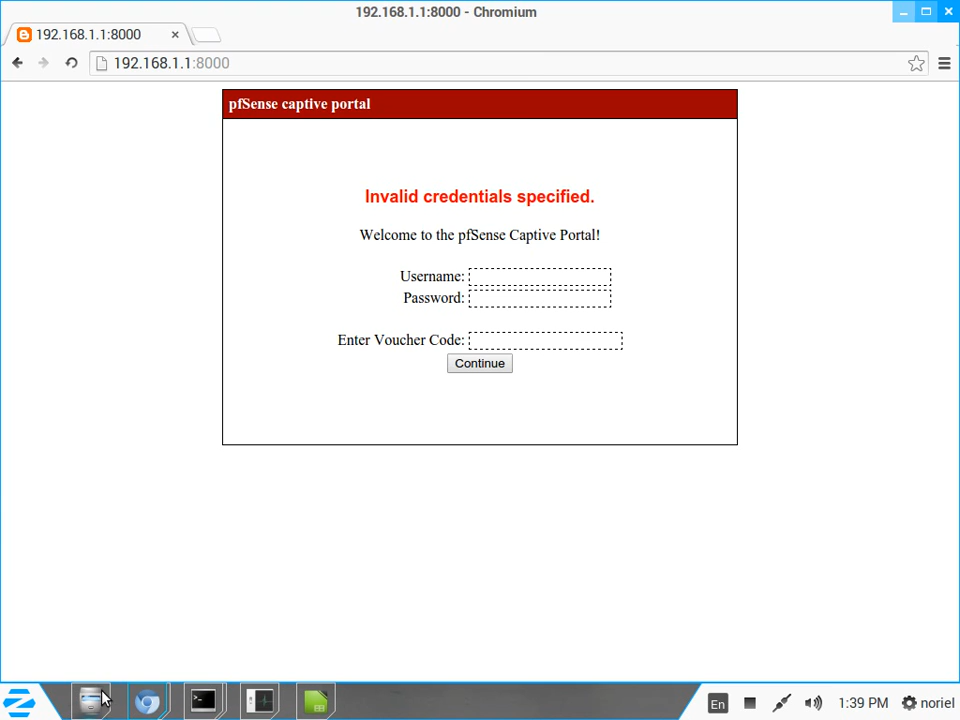 192.168.1.1:8000 - Chromium
192.168.1.1:8000
192.168.1.1:8000
pfSense captive portal
Invalid credentials specified.
Welcome to the pfSense Captive Portal!
Username:
Password:
Enter Voucher Code:
Continue
En
1:39 PM
noriel